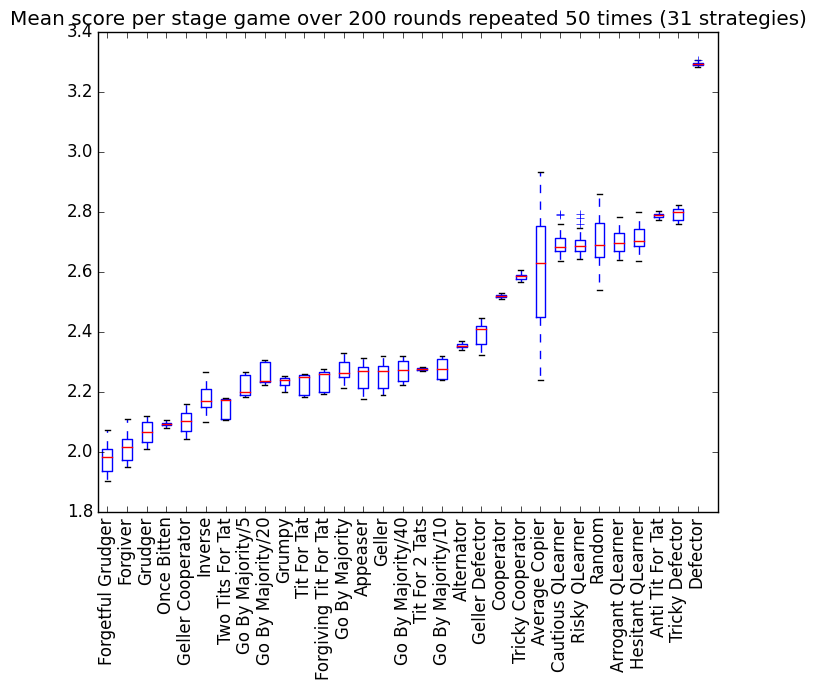 Mean score per stage game over 200 rounds repeated 50 times (31 strategies)
3.4
3.2
3.0
2.8
2.6
2.4
2.2
2.0
1.8
Forgetful Grudger
Forgiver
Grudger
Once Bitten
Geller Cooperator
Inverse
Two Tits For Tat
Go By Majority/5
Go By Majority/20
Grumpy
Tit For Tat
Forgiving Tit For Tat
Go By Majority
Appeaser
Geller
Go By Majority/40
Tit For 2 Tats
Go By Majority/10
Alternator
Geller Defector
Cooperator
Tricky Cooperator
Average Copier
Cautious QLearner
Risky QLearner
Random
Arrogant QLearner
Hesitant QLearner
Anti Tit For Tat
Tricky Defector
Defector